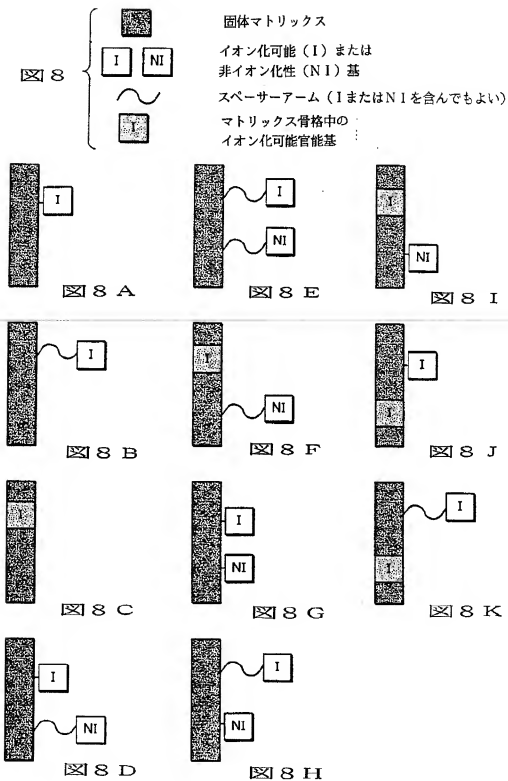 図8
固体マトリックス
I NI
イオン化可能（I）または
非イオン化性（NI）基
スペーサーアーム（IまたはNIを含んでもよい）
I
マトリックス骨格中の
イオン化可能官能基
I
図8A
I
NI
図8E
I
NI
図8I
I
図8B
I
NI
図8F
I
I
図8J
I
図8C
I
NI
図8G
I
I
図8K
I
NI
図8D
I
NI
図8H